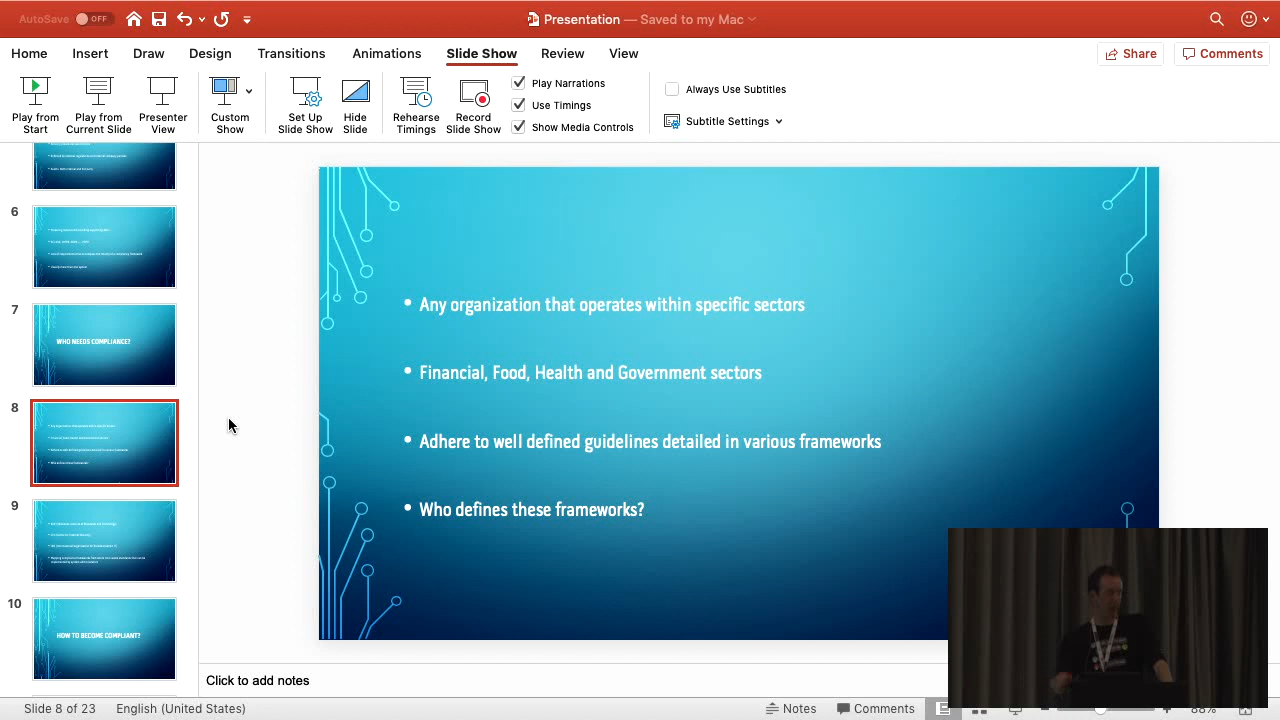 AutoSave OFF
Presentation — Saved to my Mac
Home Insert Draw Design Transitions Animations Slide Show Review View Share Comments
Play from Start
Play from Current Slide
Presenter View
Custom Show
Set Up Slide Show
Hide Slide
Rehearse Timings
Record Slide Show
Play Narrations
Use Timings
Show Media Controls
Always Use Subtitles
Subtitle Settings
6
7
WHO NEEDS COMPLIANCE?
8
9
10
HOW TO BECOME COMPLIANT?
• Any organization that operates within specific sectors
• Financial, Food, Health and Government sectors
• Adhere to well defined guidelines detailed in various frameworks
• Who defines these frameworks?
Click to add notes
Slide 8 of 23 English (United States) Notes Comments 88%